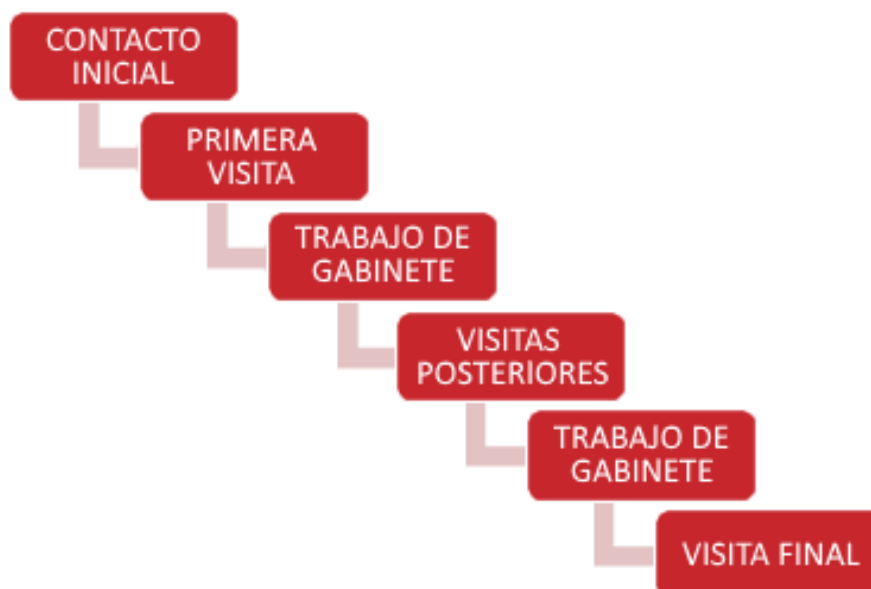 CONTACTO
INICIAL
PRIMERA
VISITA
TRABAJO DE
GABINETE
VISITAS
POSTERIORES
TRABAJO DE
GABINETE
VISITA FINAL